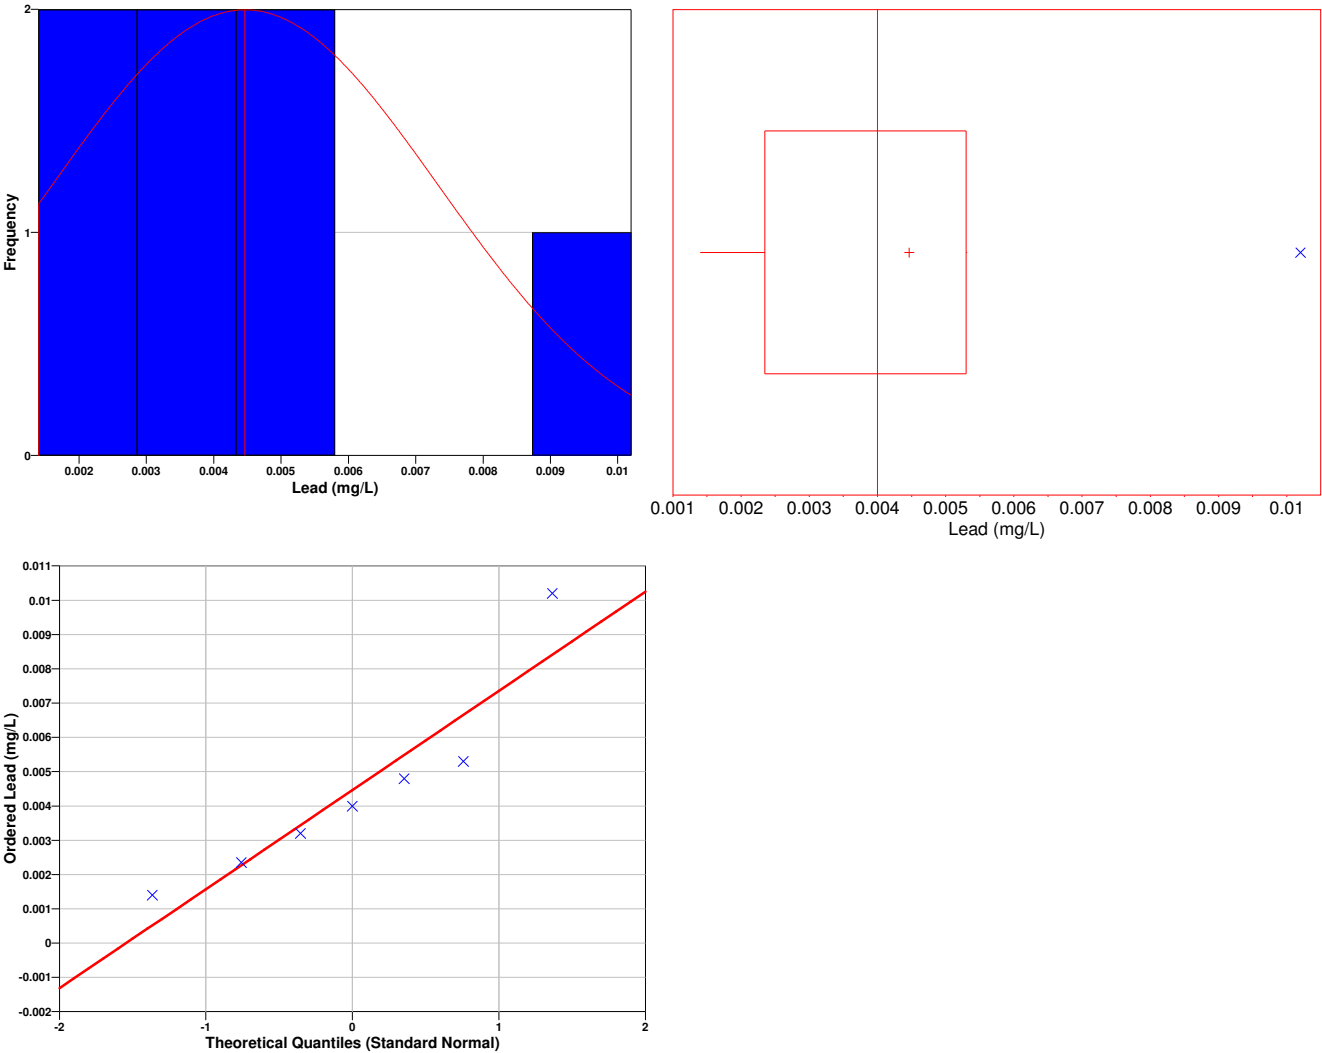 2
1
0
Frequency
0.002 0.003 0.004 0.005 0.006 0.007 0.008 0.009 0.01
Lead (mg/L)
0.001 0.002 0.003 0.004 0.005 0.006 0.007 0.008 0.009 0.01
Lead (mg/L)
0.011
0.01
0.009
0.008
0.007
0.006
0.005
0.004
0.003
0.002
0.001
0
-0.001
-0.002
Ordered Lead (mg/L)
-2 -1 0 1 2
Theoretical Quantiles (Standard Normal)